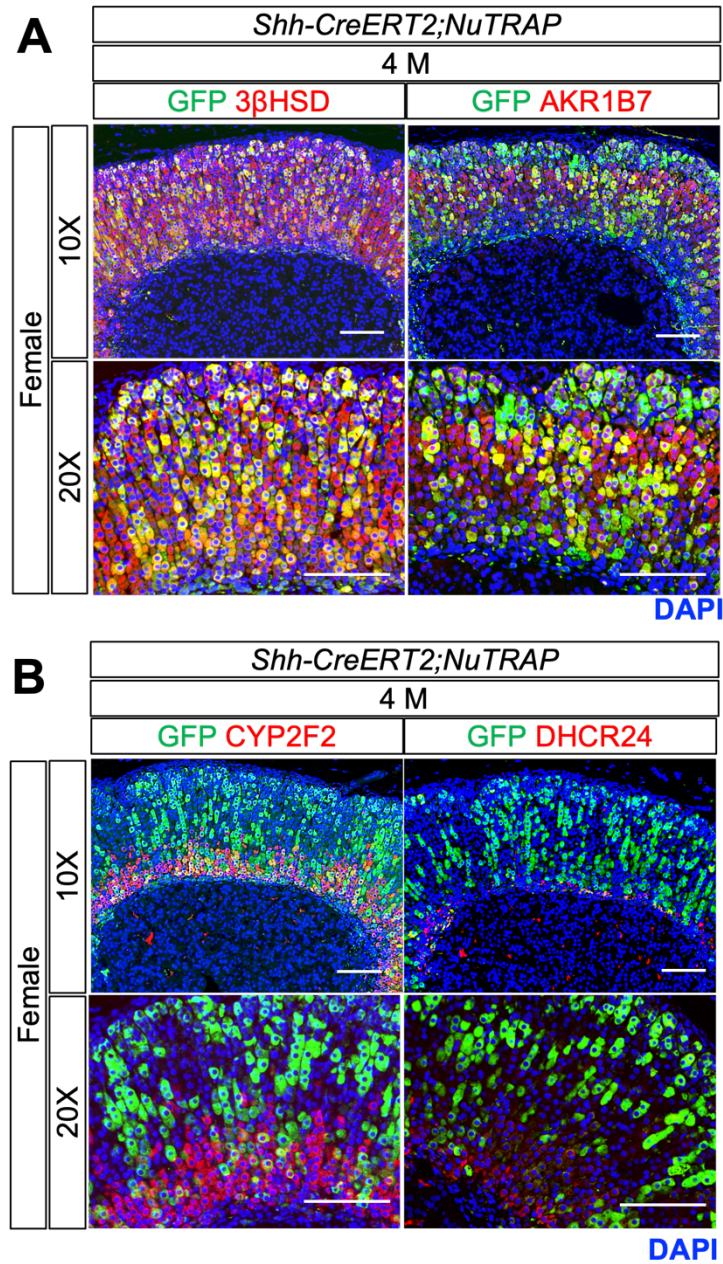 A
Shh-CreERT2;NuTRAP
4 M
GFP 3βHSD
GFP AKR1B7
Female
10X
20X
DAPI
B
Shh-CreERT2;NuTRAP
4 M
GFP CYP2F2
GFP DHCR24
Female
10X
20X
DAPI